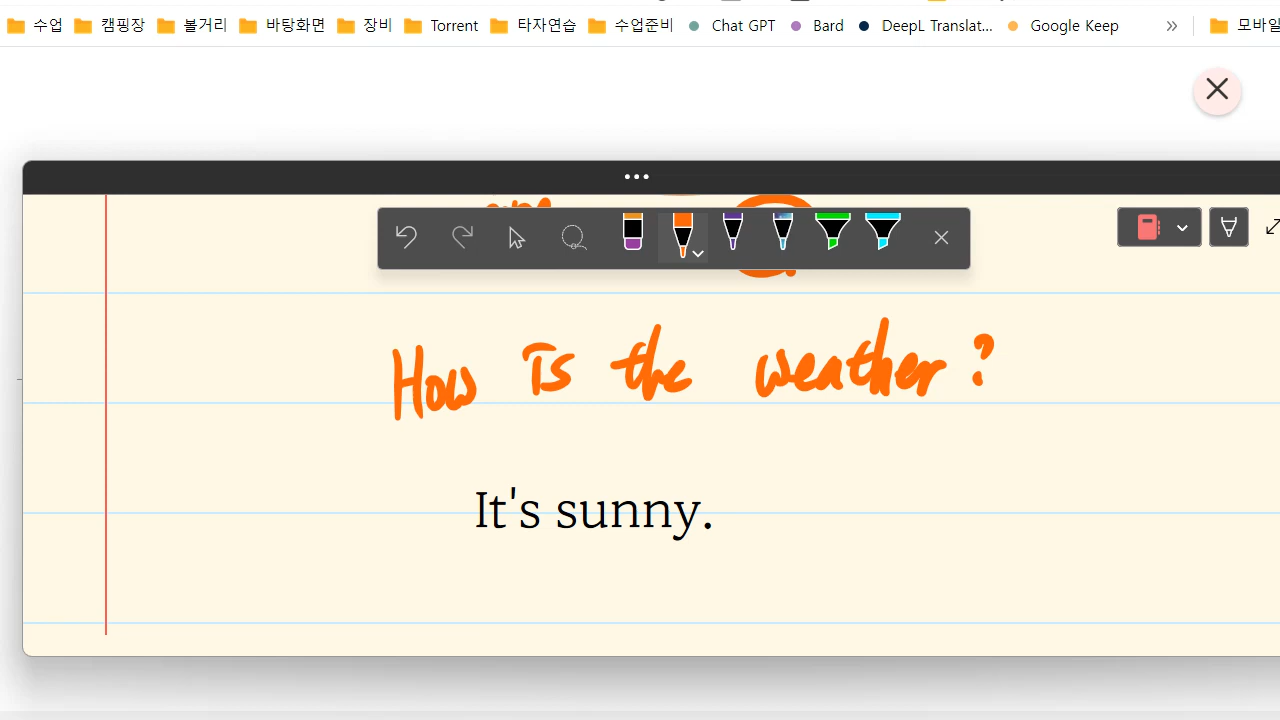 수업 캠핑장 볼거리 바탕화면 장비 Torrent 타자연습 수업준비 Chat GPT Bard DeepL Translat... Google Keep » 모바일
How is the weather?
It's sunny.